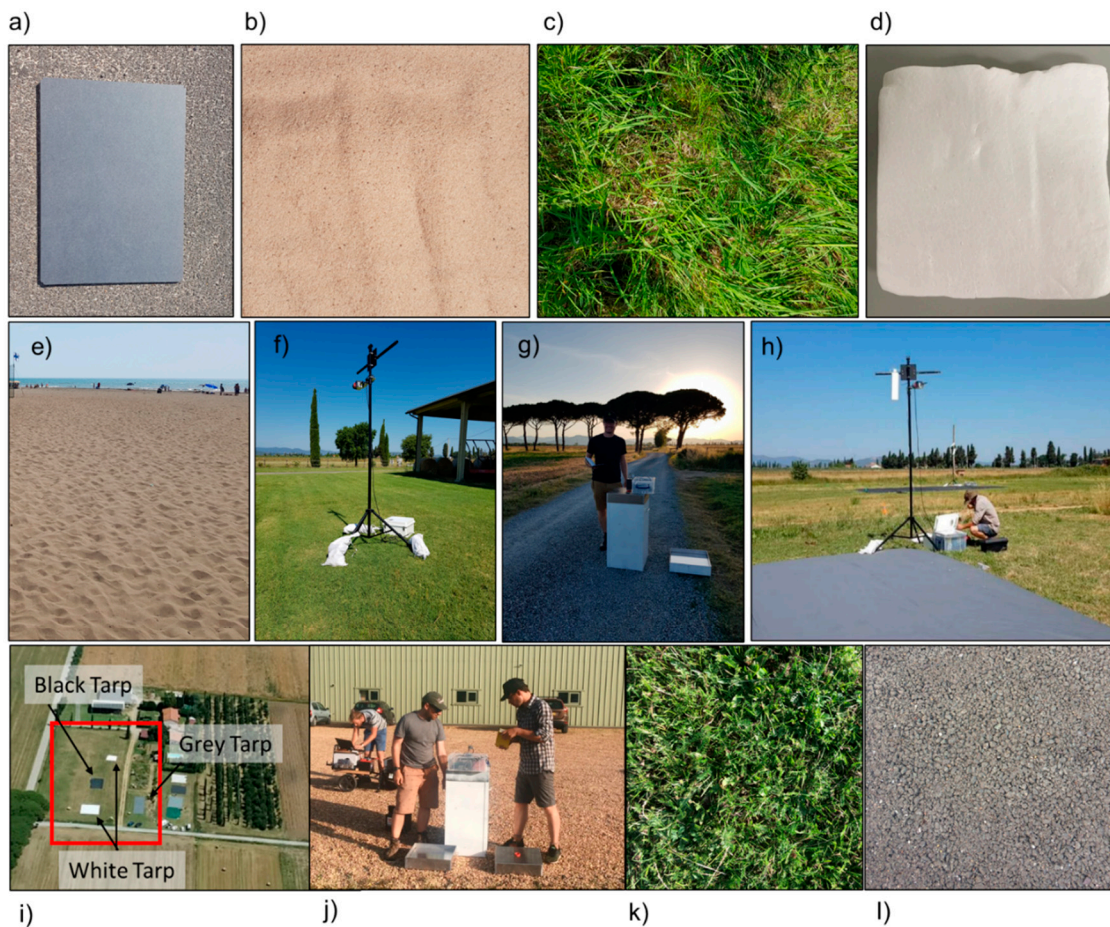 a)
b)
c)
d)
e)
f)
g)
h)
Black Tarp
Grey Tarp
White Tarp
i)
j)
k)
l)